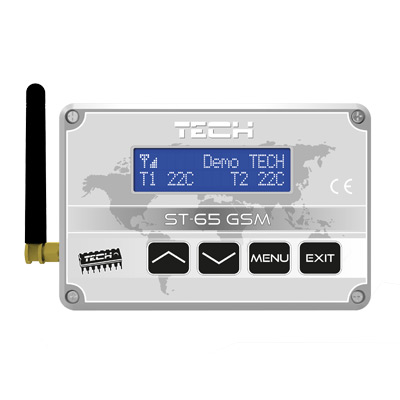 TECH
Demo TECH
T1 22C T2 22C
CE
ST-65 GSM
TECH
MENU
EXIT